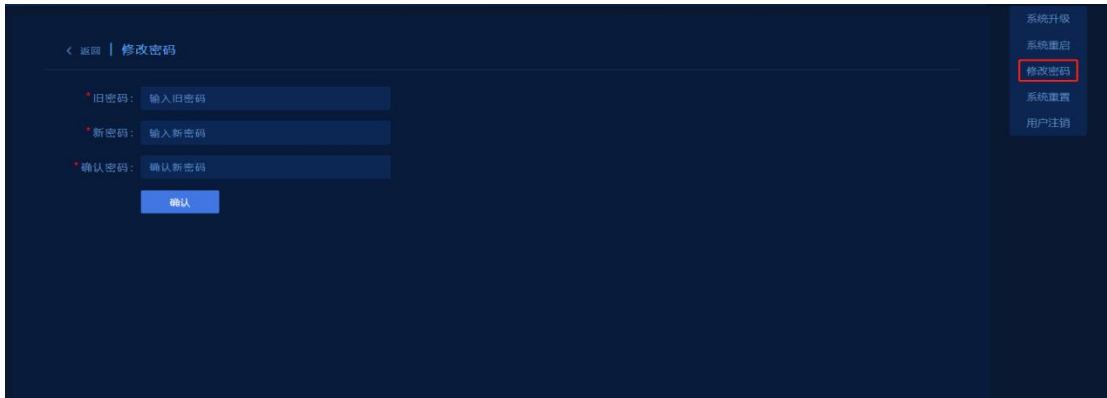 < 返回 | 修改密码
*旧密码: 输入旧密码
*新密码: 输入新密码
*确认密码: 确认新密码
确认
系统升级
系统重启
修改密码
系统重置
用户注销